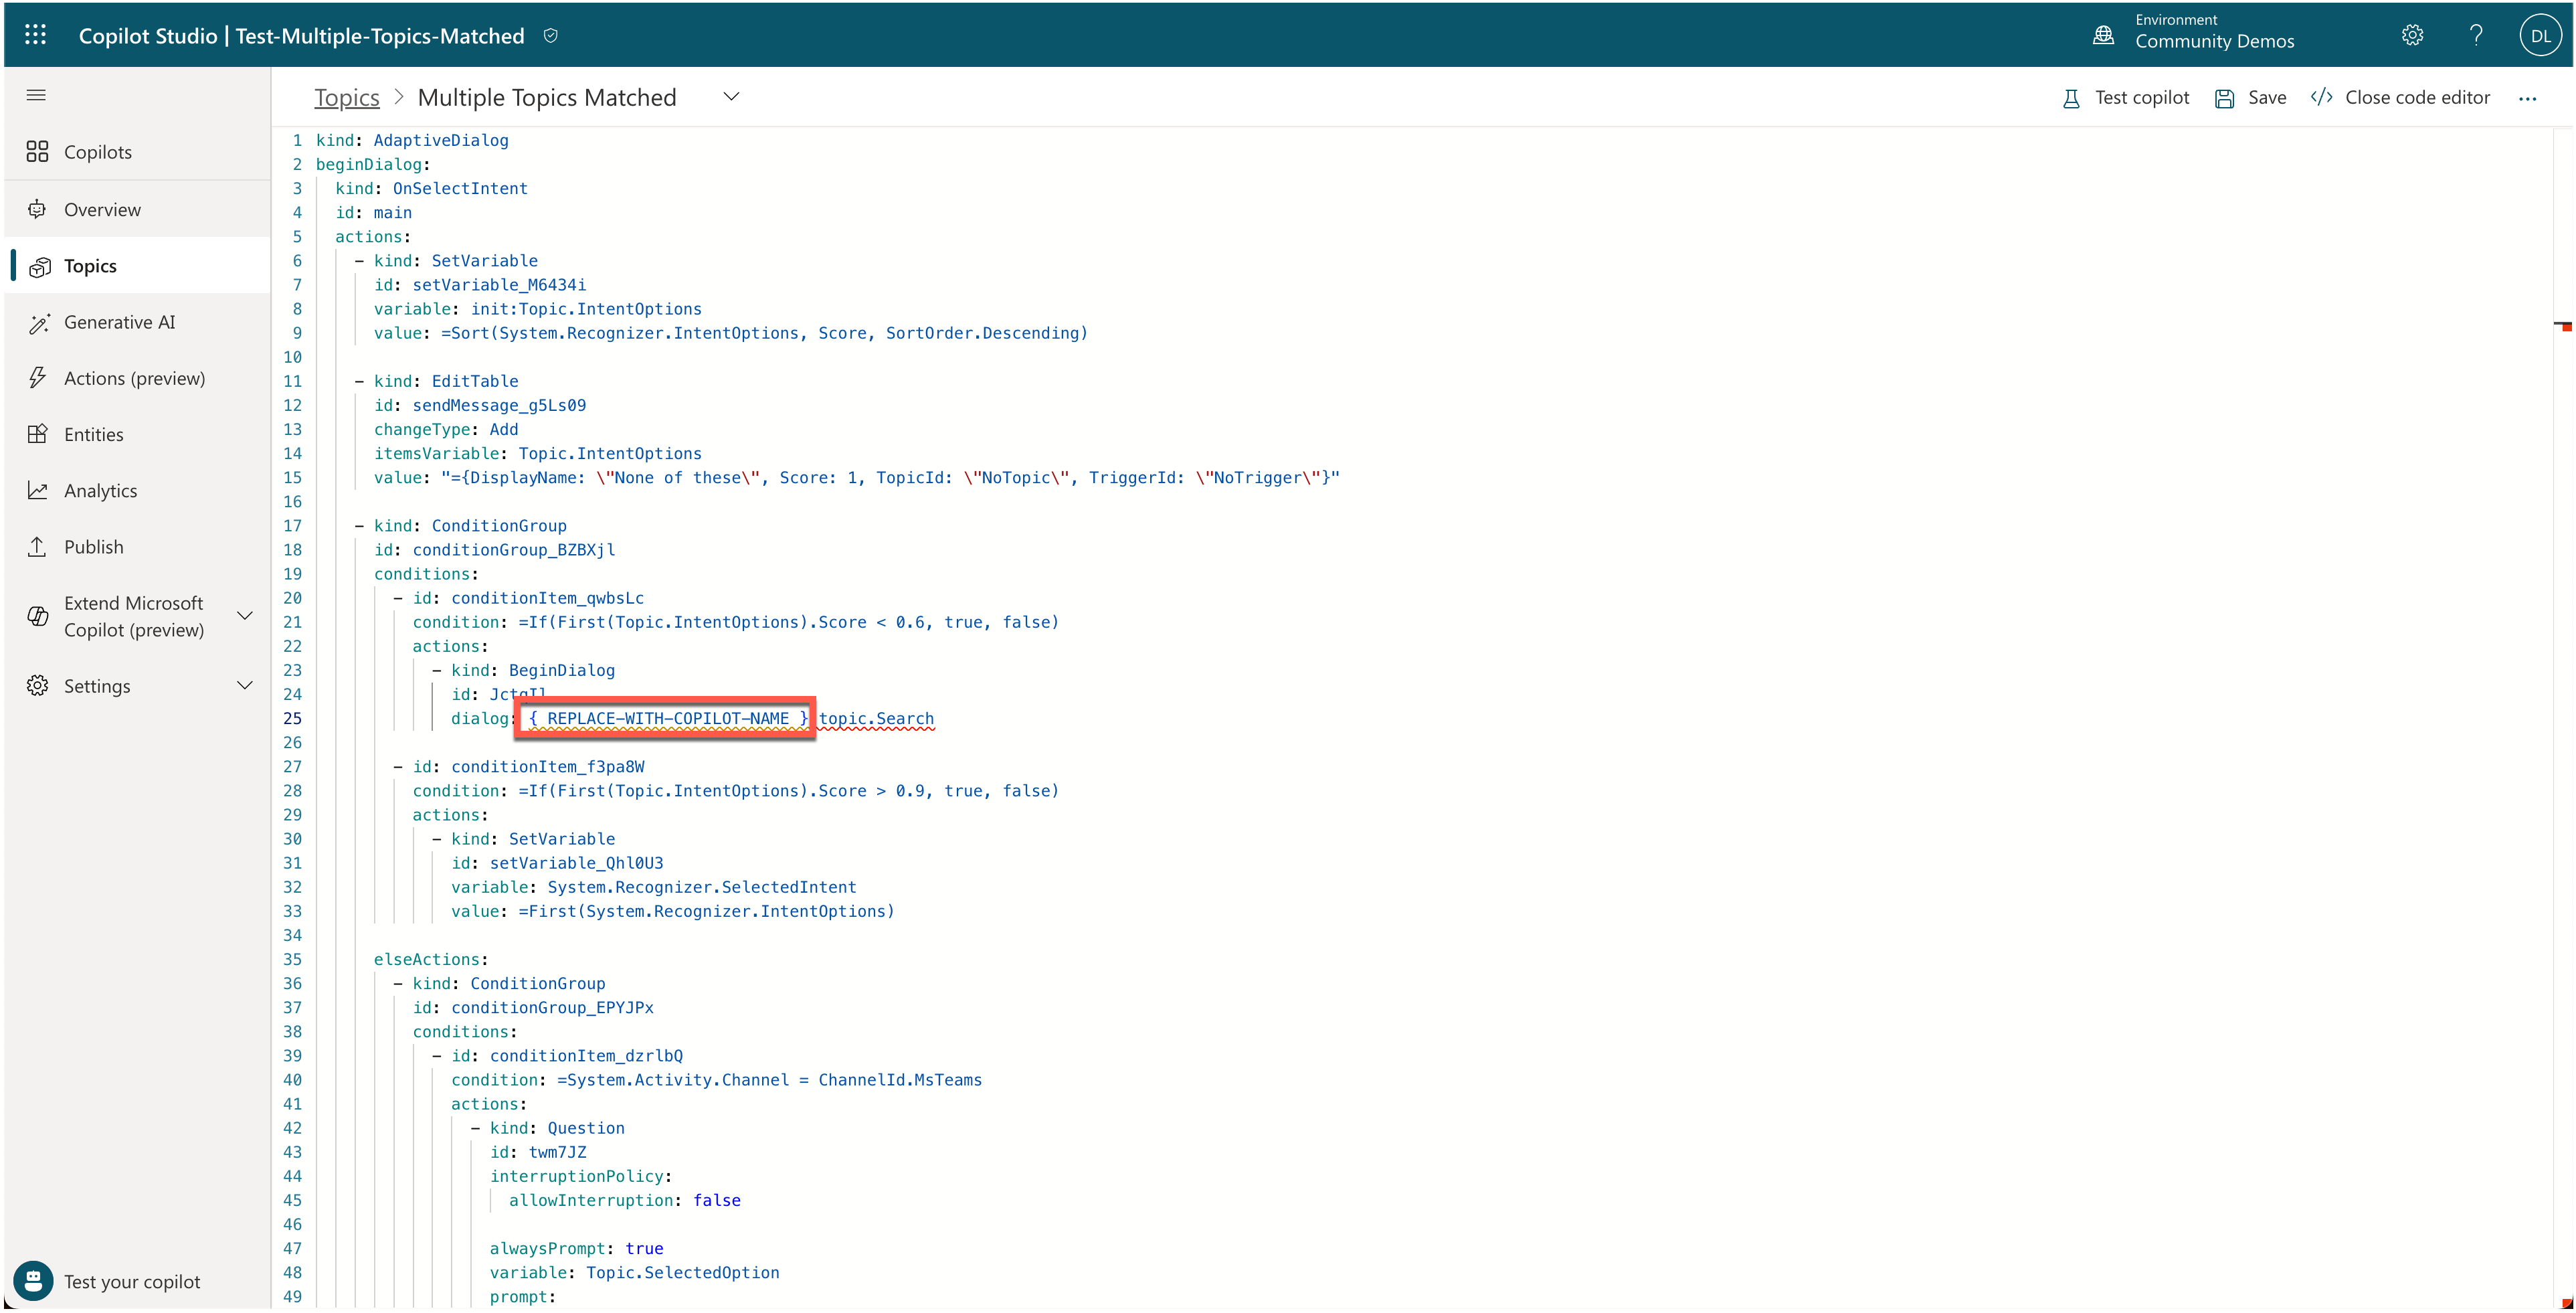 Copilot Studio | Test-Multiple-Topics-Matched
Environment
Community Demos
?
DL
Topics > Multiple Topics Matched
Test copilot
Save
</> Close code editor
...
Copilots
Overview
Topics
Generative AI
Actions (preview)
Entities
Analytics
Publish
Extend Microsoft
Copilot (preview)
Settings
Test your copilot
1 kind: AdaptiveDialog
2 beginDialog:
3   kind: OnSelectIntent
4   id: main
5   actions:
6     - kind: SetVariable
7       id: setVariable_M6434i
8       variable: init:Topic.IntentOptions
9       value: =Sort(System.Recognizer.IntentOptions, Score, SortOrder.Descending)
10
11     - kind: EditTable
12       id: sendMessage_g5Ls09
13       changeType: Add
14       itemsVariable: Topic.IntentOptions
15       value: "={DisplayName: \"None of these\", Score: 1, TopicId: \"NoTopic\", TriggerId: \"NoTrigger\"}"
16
17     - kind: ConditionGroup
18       id: conditionGroup_BZBXjl
19       conditions:
20         - id: conditionItem_qwbsLc
21           condition: =If(First(Topic.IntentOptions).Score < 0.6, true, false)
22           actions:
23             - kind: BeginDialog
24               id:
25               dialog: { REPLACE-WITH-COPILOT-NAME } topic.Search
26
27         - id: conditionItem_f3pa8W
28           condition: =If(First(Topic.IntentOptions).Score > 0.9, true, false)
29           actions:
30             - kind: SetVariable
31               id: setVariable_Qhl0U3
32               variable: System.Recognizer.SelectedIntent
33               value: =First(System.Recognizer.IntentOptions)
34
35       elseActions:
36         - kind: ConditionGroup
37           id: conditionGroup_EPYJPx
38           conditions:
39             - id: conditionItem_dzrlbQ
40               condition: =System.Activity.Channel = ChannelId.MsTeams
41               actions:
42                 - kind: Question
43                   id: twm7JZ
44                   interruptionPolicy:
45                     allowInterruption: false
46
47                   alwaysPrompt: true
48                   variable: Topic.SelectedOption
49                   prompt: